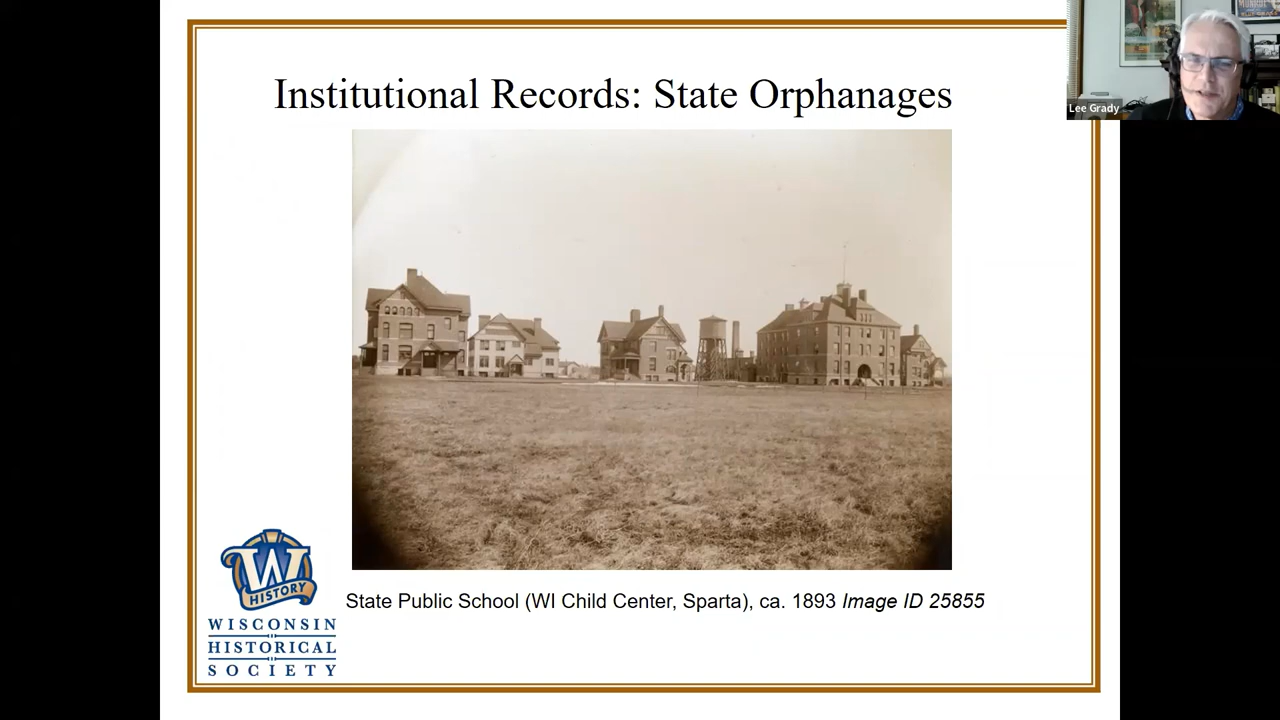 Institutional Records: State Orphanages
Lee Grady
State Public School (WI Child Center, Sparta), ca. 1893 Image ID 25855
W
HISTORY
WISCONSIN
HISTORICAL
SOCIETY